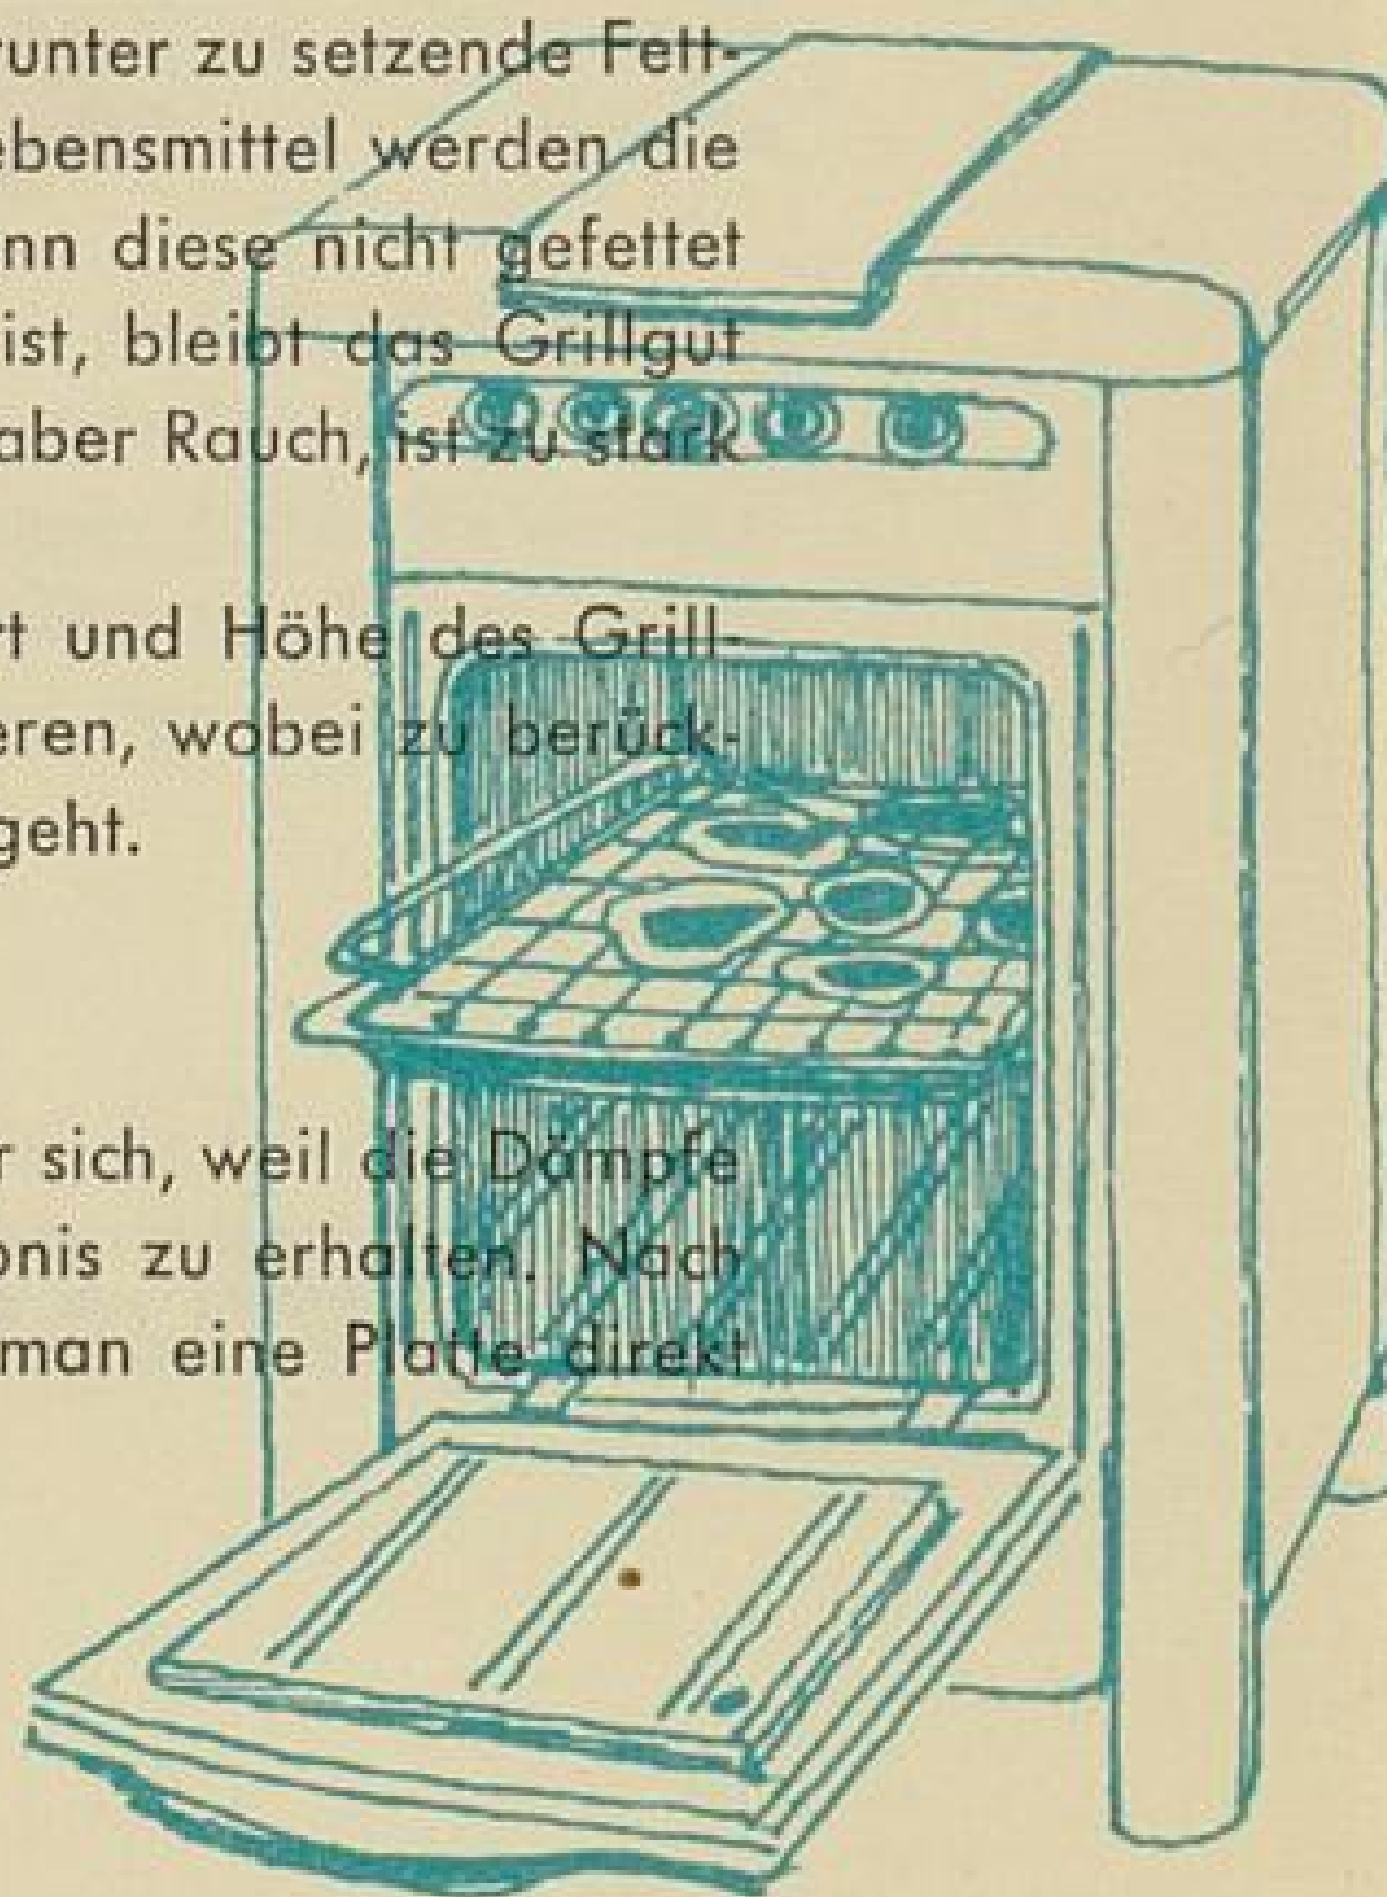 runter zu setzende Fett-
ebensmittel werden die
nn diese nicht gefettet
ist, bleibt das Grillgut
aber Rauch, ist zu stark
rt und Höhe des Grill-
eren, wobei zu berück-
geht.
r sich, weil die Dämpfe
bnis zu erhalten. Nach
man eine Platte direkt